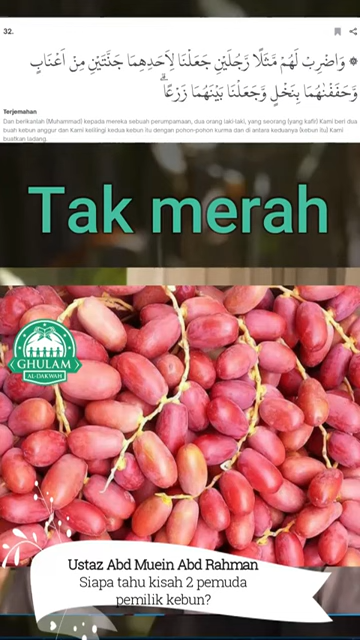 32.
۞ وَاضْرِبْ لَهُمْ مَّثَلًا رَّجُلَيْنِ جَعَلْنَا لِاَحَدِهِمَا جَنَّتَيْنِ مِنْ اَعْنَابٍ
وَّحَفَفْنٰهُمَا بِنَخْلٍ وَّجَعَلْنَا بَيْنَهُمَا زَرْعًاۗ
Terjemahan
Dan berikanlah (Muhammad) kepada mereka sebuah perumpamaan, dua orang laki-laki, yang seorang (yang kafir) Kami beri dua
buah kebun anggur dan Kami kelilingi kedua kebun itu dengan pohon-pohon kurma dan di antara keduanya (kebun itu) Kami
buatkan ladang.
Tak merah
GHULAM
AL-DAKWAH
Ustaz Abd Muein Abd Rahman
Siapa tahu kisah 2 pemuda
pemilik kebun?